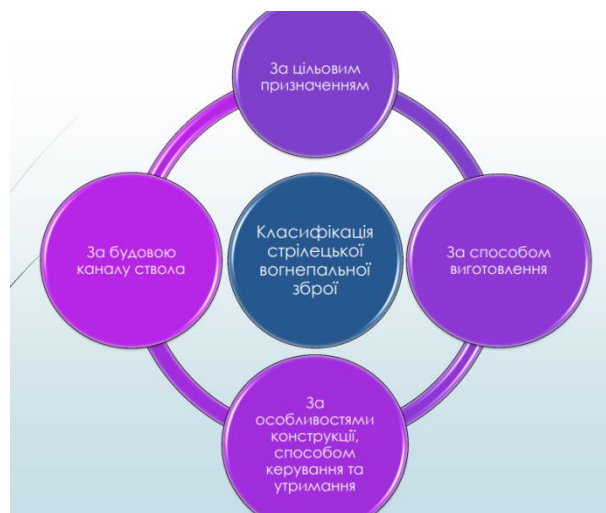 За цільовим
призначенням
Класифікація
стрілецької
вогнепальної
зброї
За будовою
каналу ствола
За способом
виготовлення
За
особливостями
конструкції,
способом
керування та
утримання